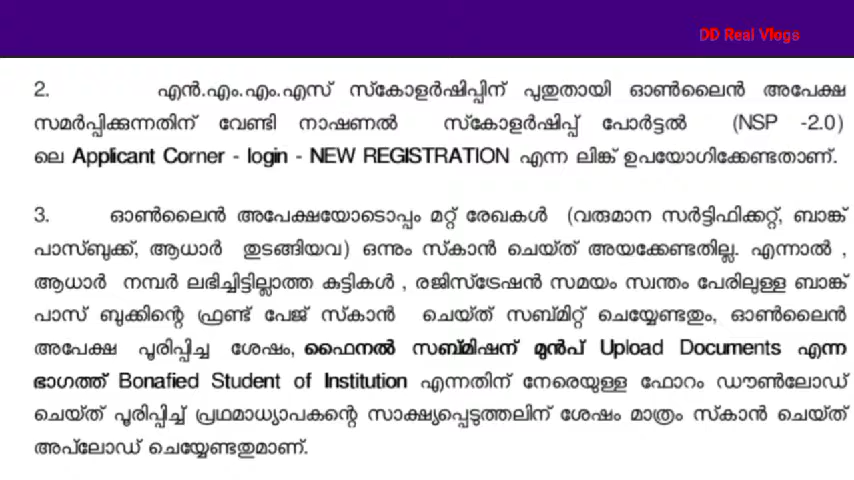 DD Real Vlogs
2. എൻ.എം.എം.എസ് സ്കോളർഷിപ്പിന് പുതുതായി ഓൺലൈൻ അപേക്ഷ
സമർപ്പിക്കുന്നതിന് വേണ്ടി നാഷണൽ സ്കോളർഷിപ്പ് പോർട്ടൽ (NSP -2.0)
ലെ Applicant Corner - login - NEW REGISTRATION എന്ന ലിങ്ക് ഉപയോഗിക്കേണ്ടതാണ്.
3. ഓൺലൈൻ അപേക്ഷയോടൊപ്പം മറ്റ് രേഖകൾ (വരുമാന സർട്ടിഫിക്കറ്റ്, ബാങ്ക്
പാസ്ബുക്ക്, ആധാർ തുടങ്ങിയവ) ഒന്നും സ്കാൻ ചെയ്ത് അയക്കേണ്ടതില്ല. എന്നാൽ ,
ആധാർ നമ്പർ ലഭിച്ചിട്ടില്ലാത്ത കുട്ടികൾ , രജിസ്ട്രേഷൻ സമയം സ്വന്തം പേരിലുള്ള ബാങ്ക്
പാസ് ബുക്കിന്റെ ഫ്രണ്ട് പേജ് സ്കാൻ ചെയ്ത് സബ്മിറ്റ് ചെയ്യേണ്ടതും, ഓൺലൈൻ
അപേക്ഷ പൂരിപ്പിച്ച ശേഷം, ഫൈനൽ സബ്മിഷന് മുൻപ് Upload Documents എന്ന
ഭാഗത്ത് Bonafied Student of Institution എന്നതിന് നേരെയുള്ള ഫോറം ഡൗൺലോഡ്
ചെയ്ത് പൂരിപ്പിച്ച് പ്രഥമാധ്യാപകന്റെ സാക്ഷ്യപ്പെടുത്തലിന് ശേഷം മാത്രം സ്കാൻ ചെയ്ത്
അപ്‌ലോഡ് ചെയ്യേണ്ടതുമാണ്.